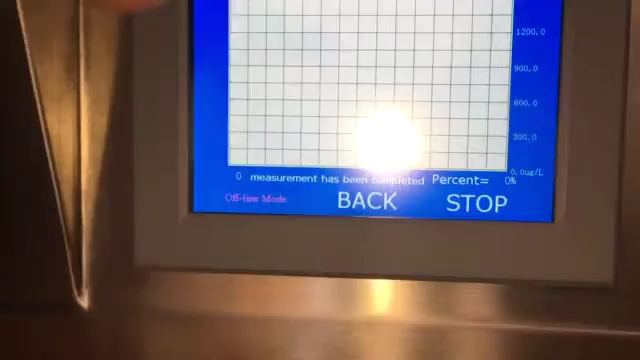 1200.0
900.0
600.0
300.0
0.0ug/L
0 measurement has been completed Percent= 0%
Off-line Mode BACK STOP